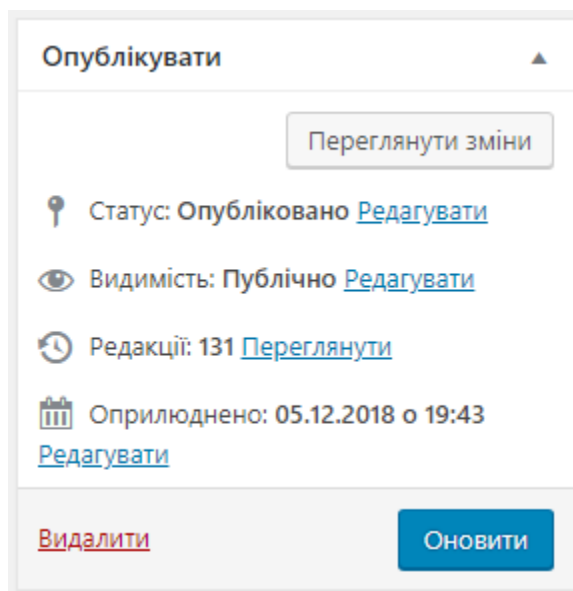 Опублікувати
Переглянути зміни
Статус: Опубліковано Редагувати
Видимість: Публічно Редагувати
Редакції: 131 Переглянути
Оприлюднено: 05.12.2018 о 19:43
Редагувати
Видалити
Оновити